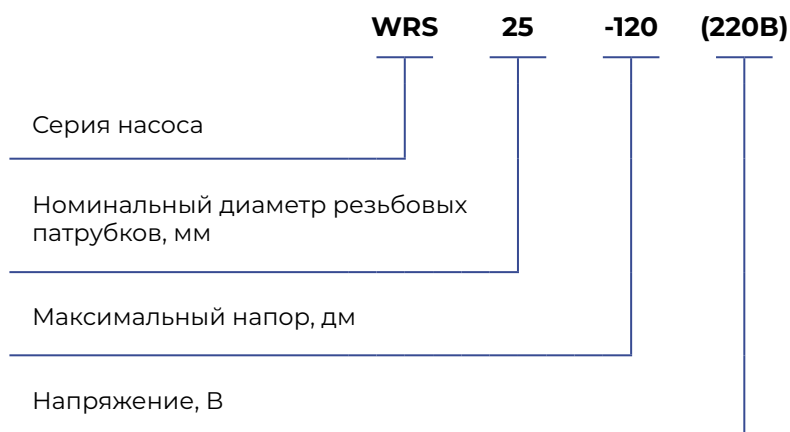 WRS 25 -120 (220В)
Серия насоса
Номинальный диаметр резьбовых
патрубков, мм
Максимальный напор, дм
Напряжение, В